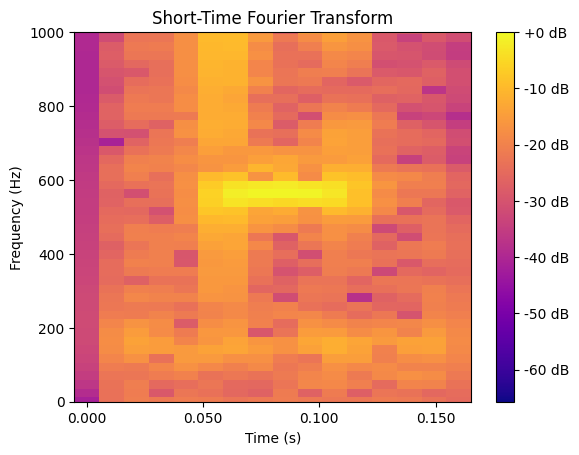 Short-Time Fourier Transform
1000
800
600
400
200
0
Frequency (Hz)
0.000
0.050
0.100
0.150
Time (s)
+0 dB
-10 dB
-20 dB
-30 dB
-40 dB
-50 dB
-60 dB